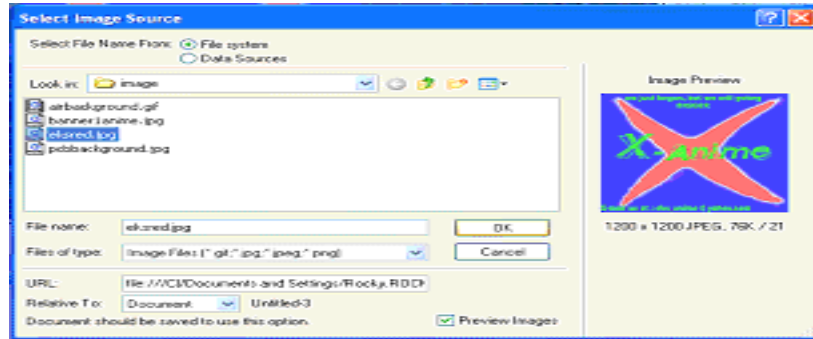 Select Image Source
Select File Name From: File system
Data Sources
Look in: image
airbackground.gif
banner1anime.jpg
eksred.jpg
pcbbackground.jpg
File name: eksred.jpg OK
Files of type: Image Files (*.gif;*.jpg;*.jpeg;*.png) Cancel
URL: file:///C|/Documents and Settings/Rocky.ROCK
Relative To: Document Untitled-3
Document should be saved to use this option.
Preview Images
Image Preview
X-anime
1200 x 1200 JPEG, 76K / 21